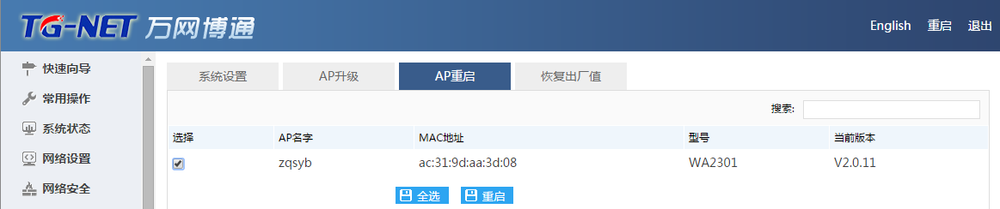 TG-NET 万网博通
English 重启 退出
快速向导
常用操作
系统状态
网络设置
网络安全
系统设置 AP升级 AP重启 恢复出厂值
搜索:
选择 AP名字 MAC地址 型号 当前版本
zqsyb ac:31:9d:aa:3d:08 WA2301 V2.0.11
全选 重启